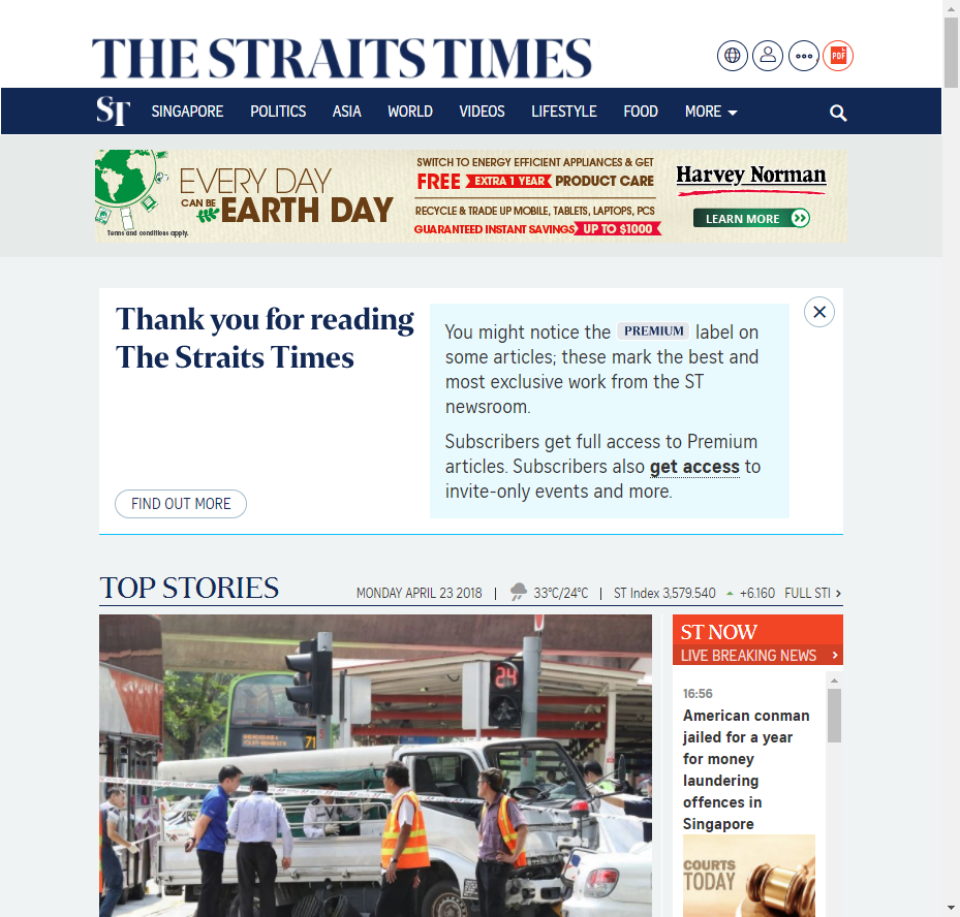 THE STRAITS TIMES
PDF
ST SINGAPORE POLITICS ASIA WORLD VIDEOS LIFESTYLE FOOD MORE
EVERY DAY
CAN BE EARTH DAY
Terms and conditions apply.
SWITCH TO ENERGY EFFICIENT APPLIANCES & GET
FREE EXTRA 1 YEAR PRODUCT CARE
RECYCLE & TRADE UP MOBILE, TABLETS, LAPTOPS, PCS
GUARANTEED INSTANT SAVINGS UP TO $1000
Harvey Norman
LEARN MORE
Thank you for reading
The Straits Times
FIND OUT MORE
You might notice the PREMIUM label on
some articles; these mark the best and
most exclusive work from the ST
newsroom.
Subscribers get full access to Premium
articles. Subscribers also get access to
invite-only events and more.
TOP STORIES
MONDAY APRIL 23 2018 | 33°C/24°C | ST Index 3,579.540 +6.160 FULL STI
24
71
ST NOW
LIVE BREAKING NEWS
16:56
American conman
jailed for a year
for money
laundering
offences in
Singapore
COURTS
TODAY